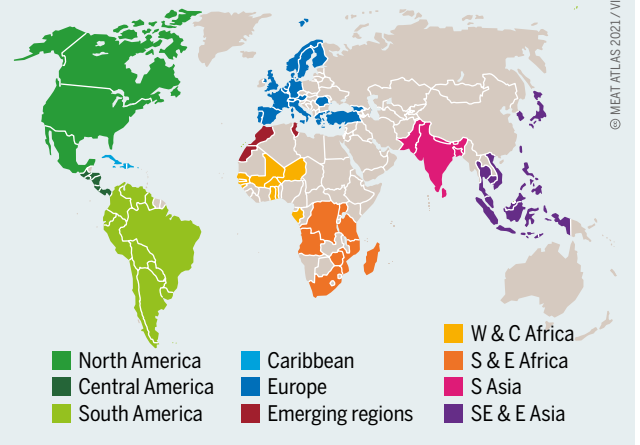 © MEAT ATLAS 2021 / VI
North America
Central America
South America
Caribbean
Europe
Emerging regions
W & C Africa
S & E Africa
S Asia
SE & E Asia